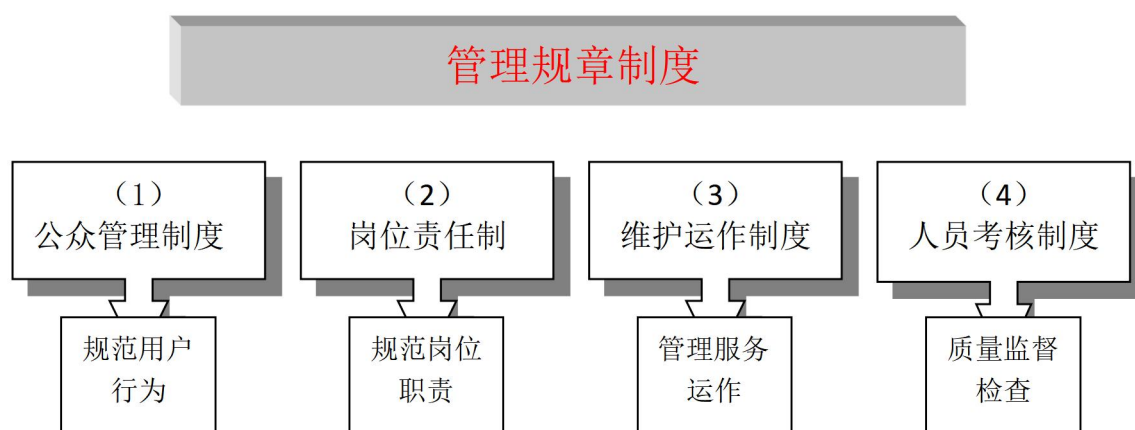 管理规章制度
（1）
公众管理制度
（2）
岗位责任制
（3）
维护运作制度
（4）
人员考核制度
规范用户
行为
规范岗位
职责
管理服务
运作
质量监督
检查